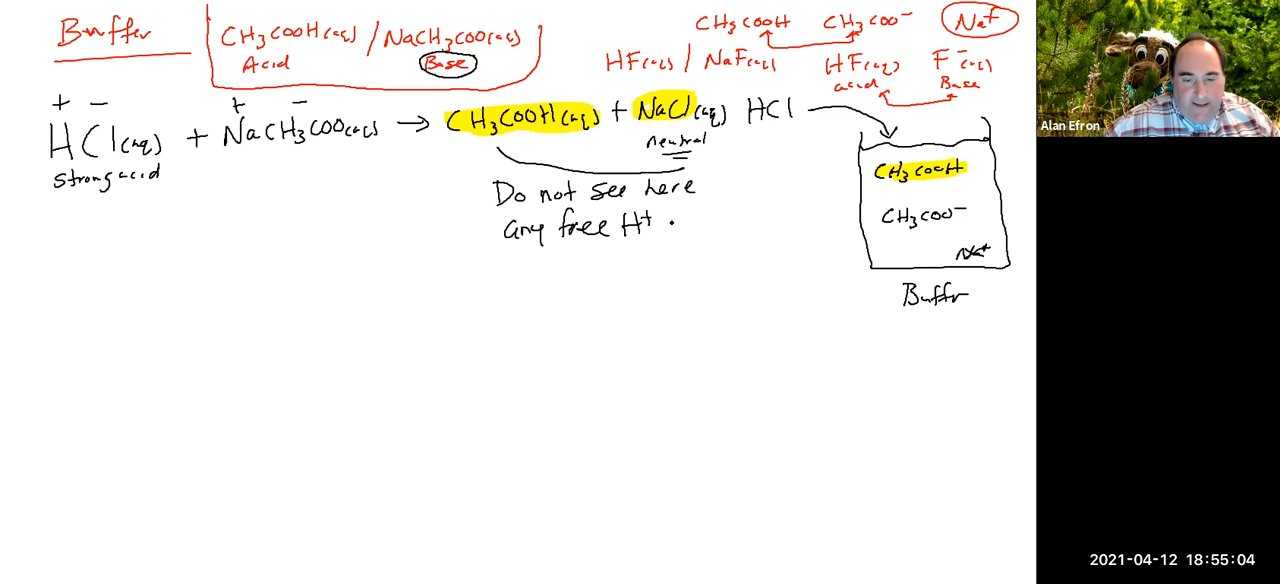 Buffer
CH3COOH(aq) / NaCH3COO(aq)
Acid
Base
CH3COOH CH3COO⁻ Na⁺
HF(aq) / NaF(aq)
HF(aq) F⁻(aq)
acid Base
+ − + −
HCl(aq) + NaCH3COO(aq) → CH3COOH(aq) + NaCl(aq)
strong acid
neutral
Do not see here
any free H⁺.
HCl
CH3COOH
CH3COO⁻
Na⁺
Buffer
Alan Efron
2021-04-12 18:55:04